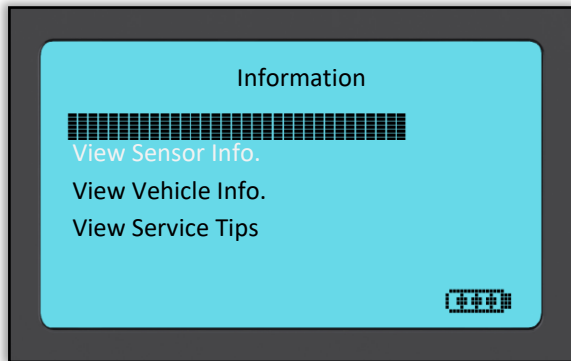 Information
View Sensor Info.
View Vehicle Info.
View Service Tips